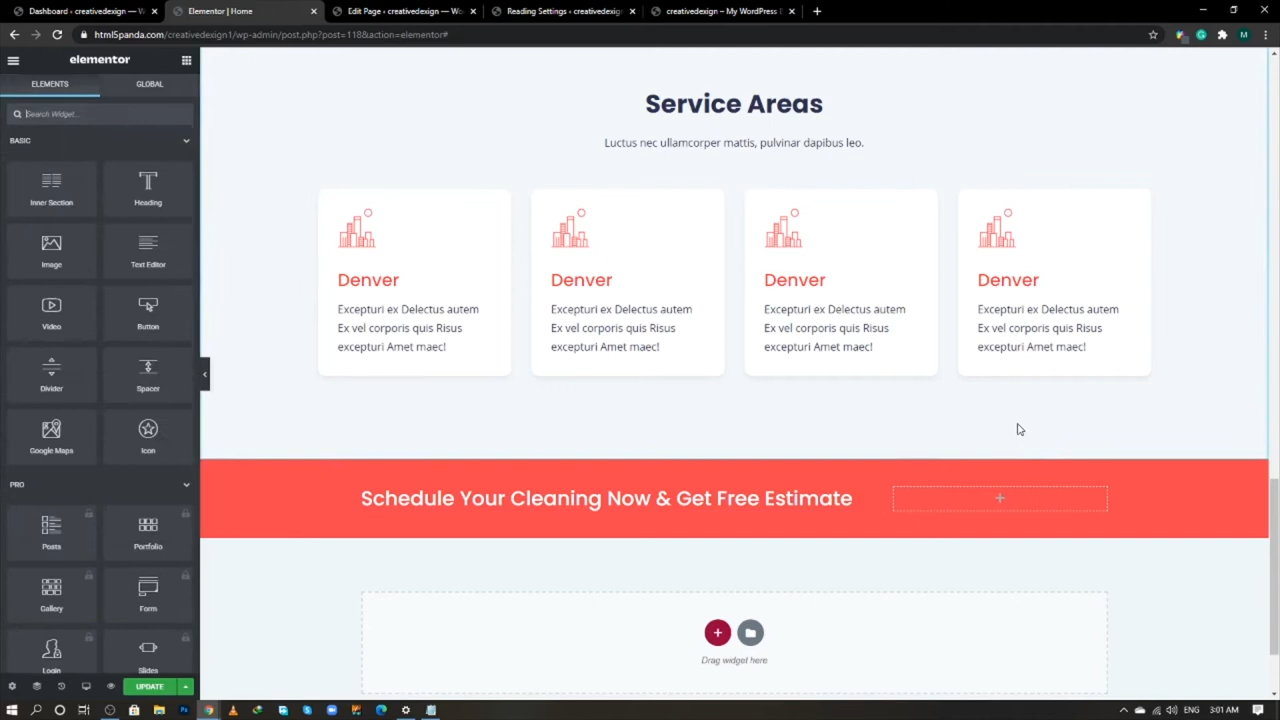 Dashboard ‹ creativedesign — W
Elementor | Home
Edit Page ‹ creativedesign — Wo
Reading Settings ‹ creativedesign
creativedesign – My WordPress B
html5panda.com/creativedesign1/wp-admin/post.php?post=118&action=elementor#
M
elementor
ELEMENTS
GLOBAL
Search Widget...
BASIC
Inner Section
Heading
Image
Text Editor
Video
Button
Divider
Spacer
Google Maps
Icon
PRO
Posts
Portfolio
Gallery
Form
Login
Slides
UPDATE
Service Areas
Luctus nec ullamcorper mattis, pulvinar dapibus leo.
Denver
Excepturi ex Delectus autem
Ex vel corporis quis Risus
excepturi Amet maec!
Denver
Excepturi ex Delectus autem
Ex vel corporis quis Risus
excepturi Amet maec!
Denver
Excepturi ex Delectus autem
Ex vel corporis quis Risus
excepturi Amet maec!
Denver
Excepturi ex Delectus autem
Ex vel corporis quis Risus
excepturi Amet maec!
Schedule Your Cleaning Now & Get Free Estimate
Drag widget here
ENG
3:01 AM